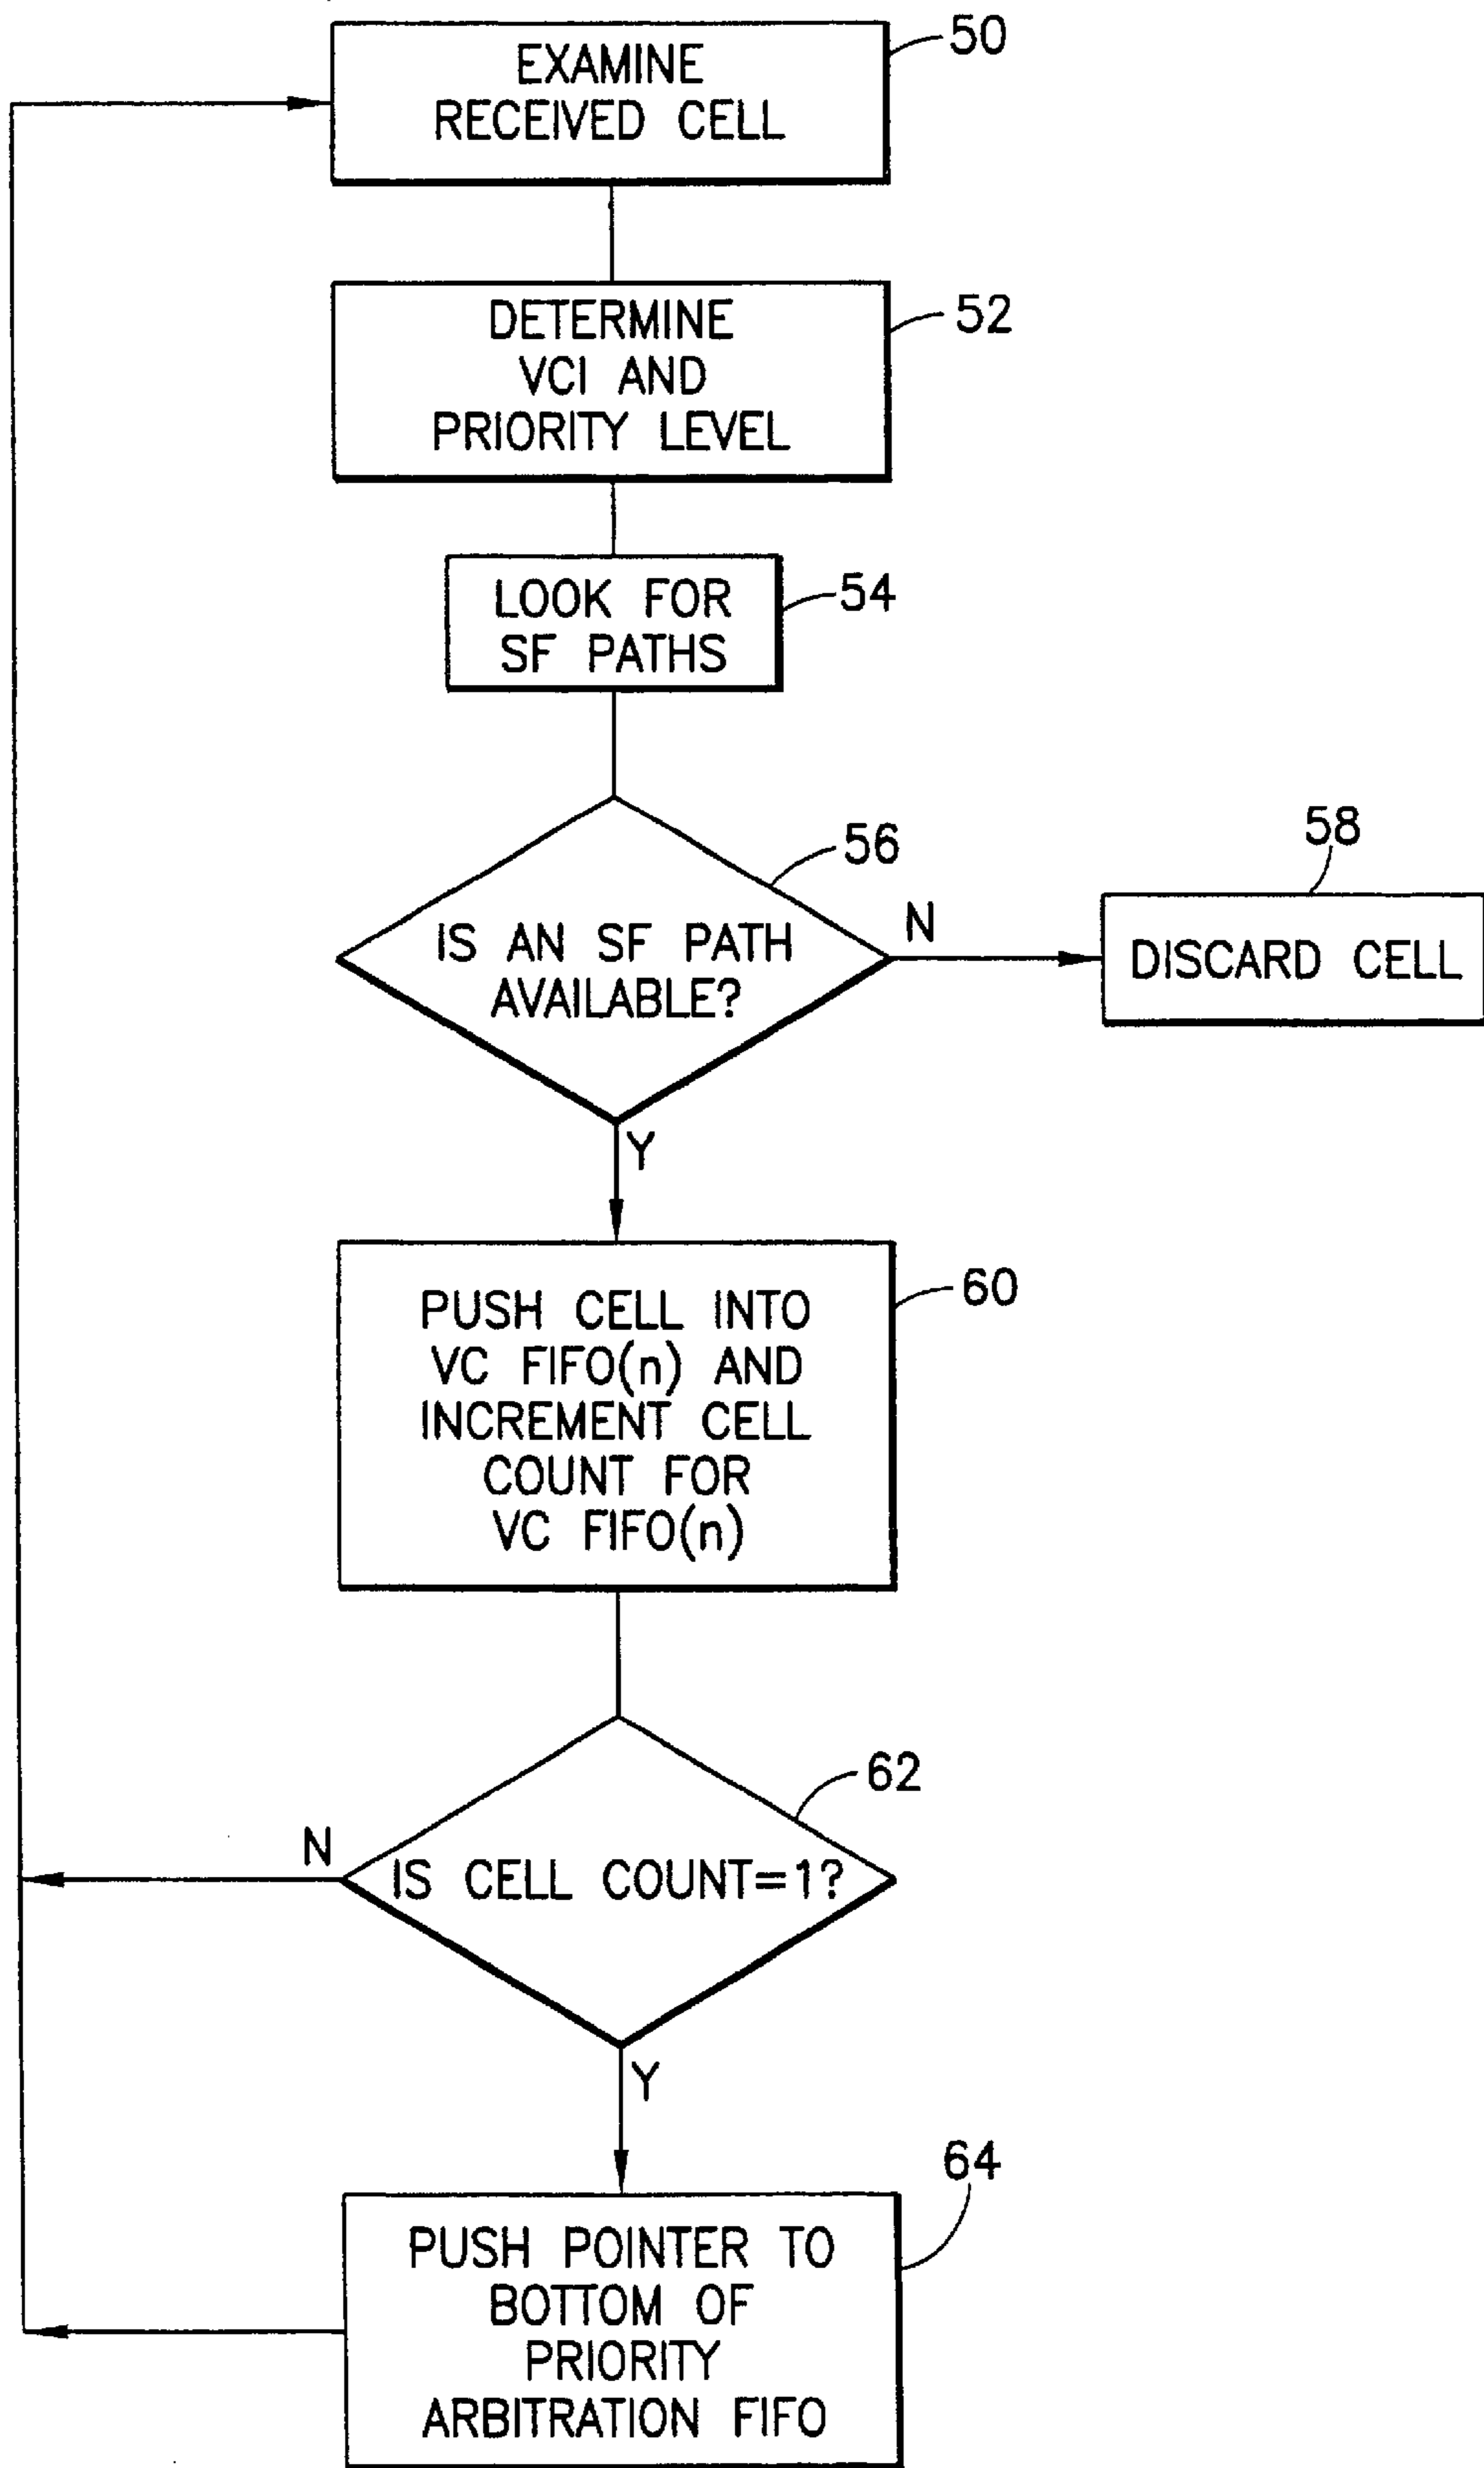 EXAMINE
RECEIVED CELL
50
DETERMINE
VCI AND
PRIORITY LEVEL
52
LOOK FOR
SF PATHS
54
56
IS AN SF PATH
AVAILABLE?
N
58
DISCARD CELL
Y
PUSH CELL INTO
VC FIFO(n) AND
INCREMENT CELL
COUNT FOR
VC FIFO(n)
60
62
N
IS CELL COUNT=1?
Y
64
PUSH POINTER TO
BOTTOM OF
PRIORITY
ARBITRATION FIFO